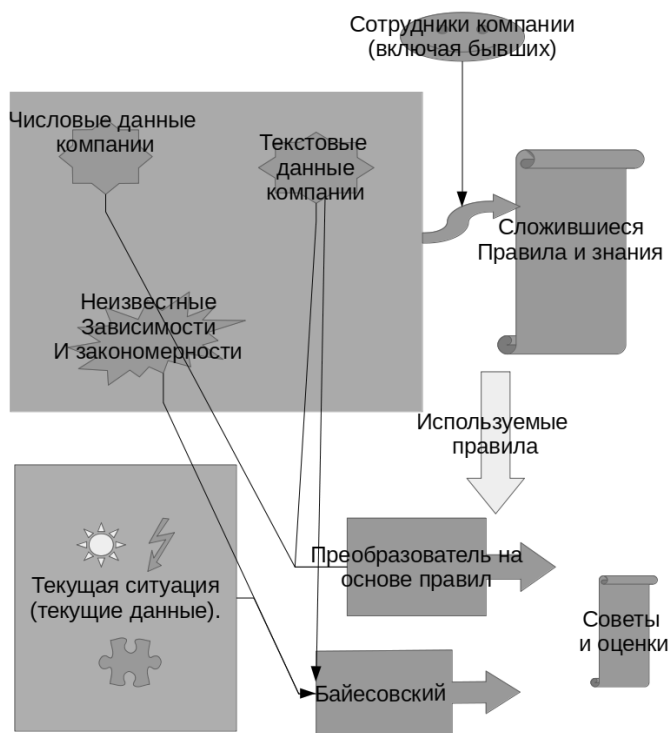 Сотрудники компании
(включая бывших)
Числовые данные
компании
Текстовые
данные
компании
Сложившиеся
Правила и знания
Неизвестные
Зависимости
И закономерности
Используемые
правила
Преобразователь на
основе правил
Текущая ситуация
(текущие данные).
Советы
и оценки
Байесовский